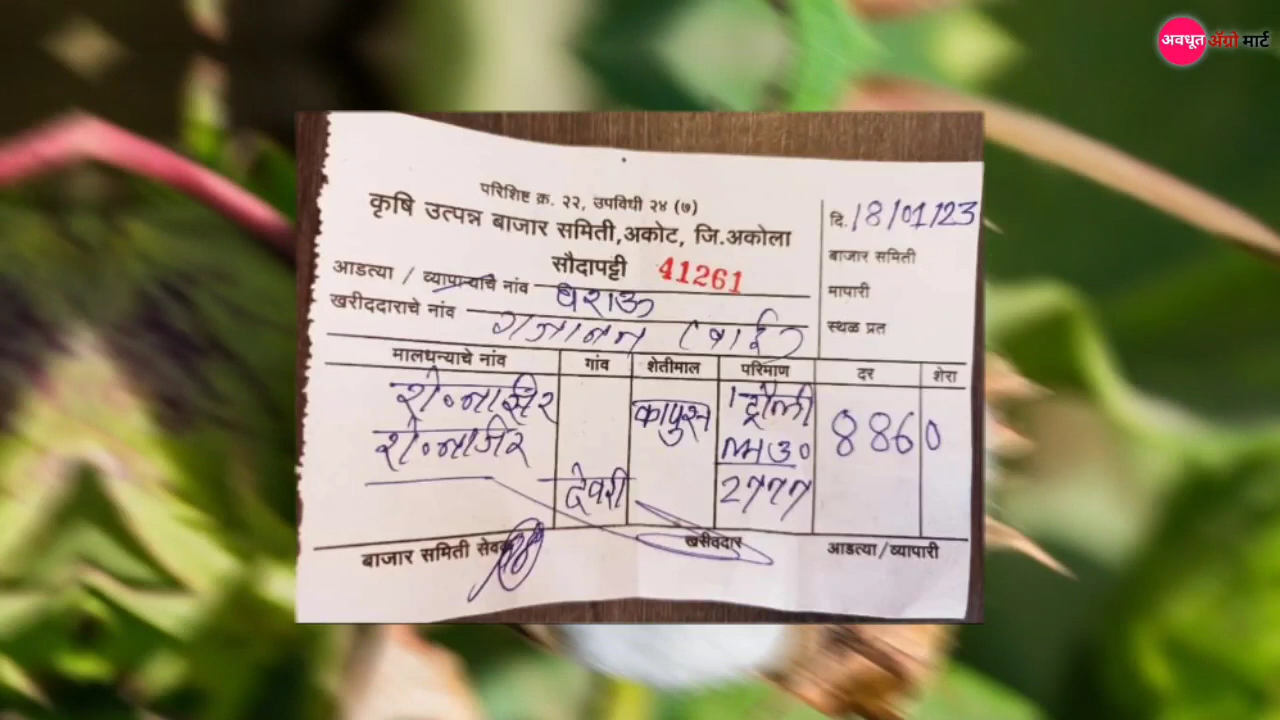 अवधूत ॲग्रो मार्ट
परिशिष्ट क्र. २२, उपविधी २४ (७)
कृषि उत्पन्न बाजार समिती,अकोट, जि.अकोला
सौदापट्टी 41261
दि. 18/01/23
बाजार समिती
मापारी
स्थळ प्रत
आडत्या / व्यापाऱ्याचे नांव
खरीददाराचे नांव गजानन
मालधन्याचे नांव गांव शेतीमाल परिमाण दर शेरा
शे.नासीर कापुस 1 ट्रौली 8860
शे.नाजीर MH30
देवरी 2777
बाजार समिती सेवक खरीददार आडत्या/व्यापारी